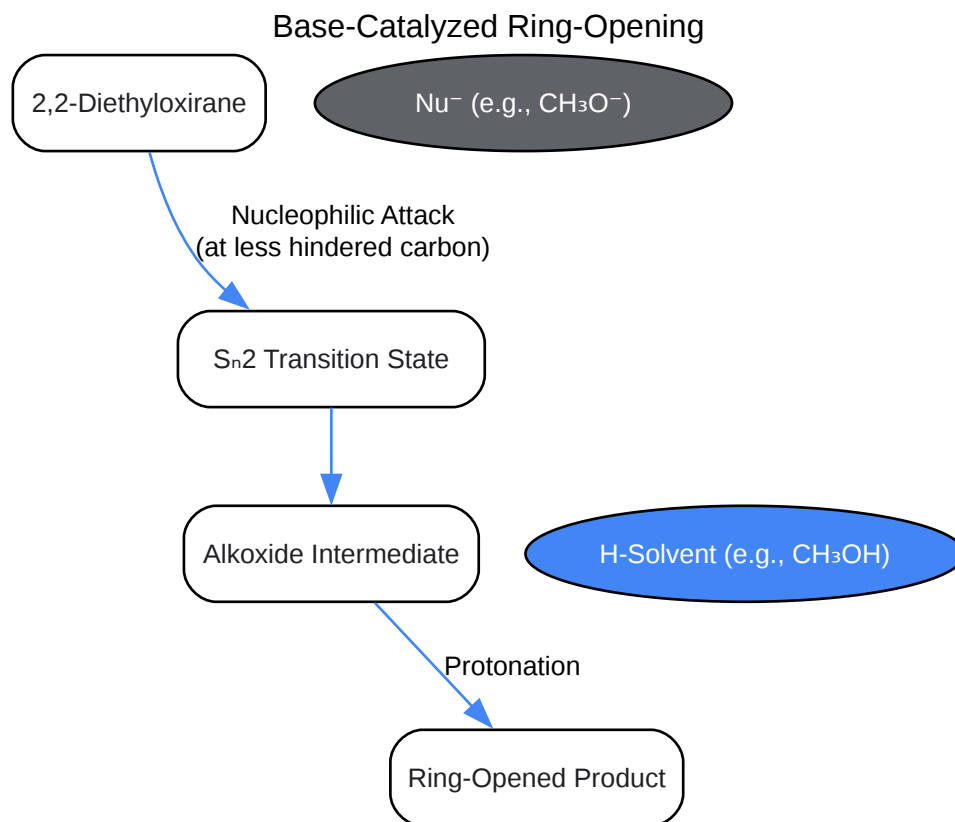 Base-Catalyzed Ring-Opening
2,2-Diethyloxirane
Nu⁻ (e.g., CH₃O⁻)
Nucleophilic Attack
(at less hindered carbon)
Sₙ2 Transition State
Alkoxide Intermediate
H-Solvent (e.g., CH₃OH)
Protonation
Ring-Opened Product